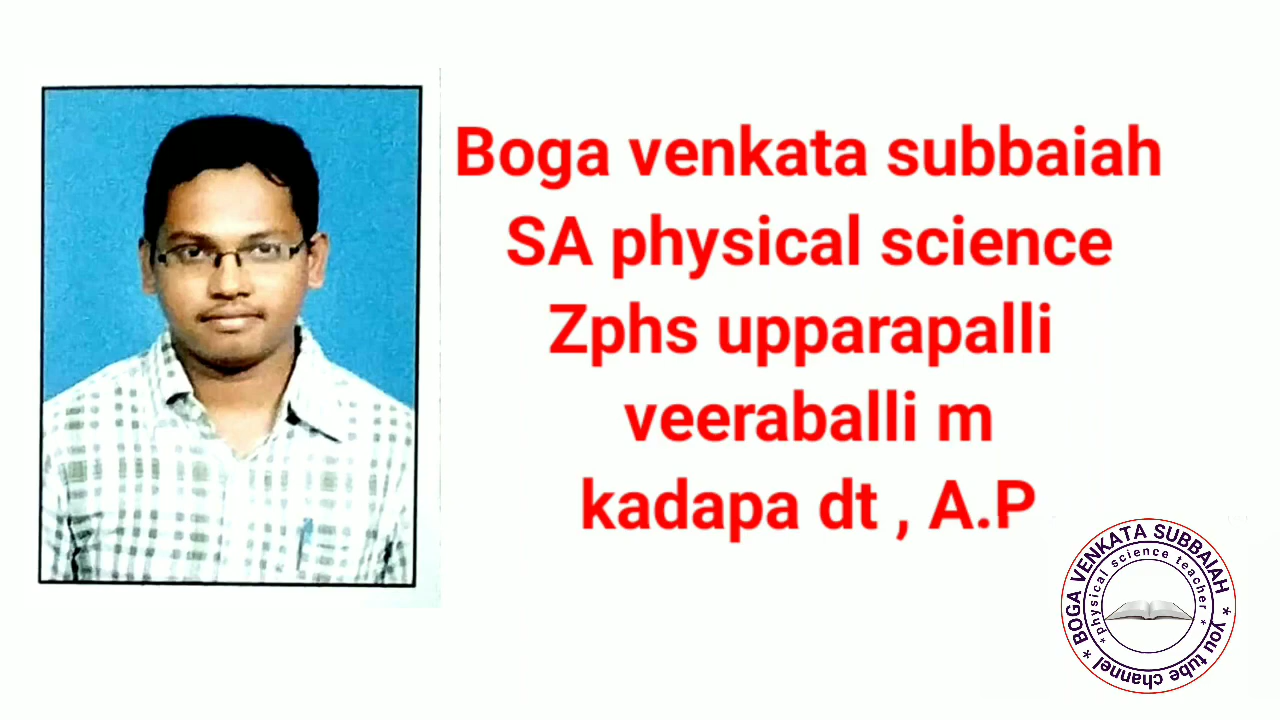 Boga venkata subbaiah
SA physical science
Zphs upparapalli
veeraballi m
kadapa dt , A.P
* BOGA VENKATA SUBBAIAH * you tube channel
* physical science teacher *